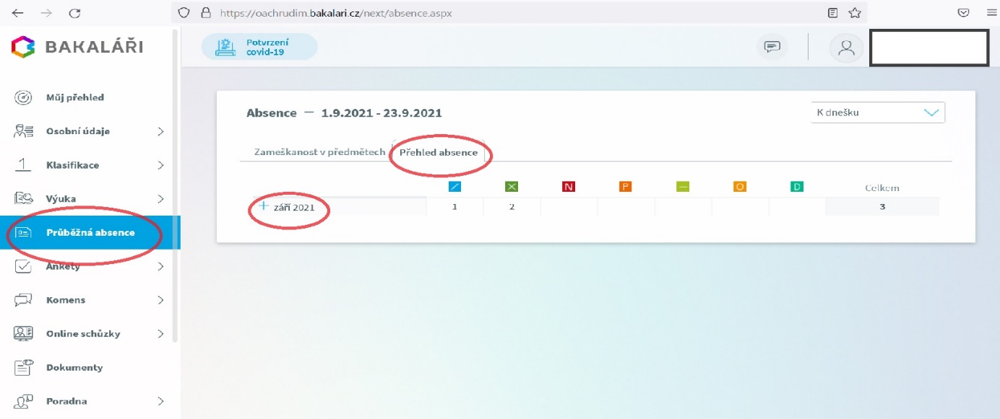 https://oachrudim.bakalari.cz/next/absence.aspx
BAKALÁŘI
Potvrzení
covid-19
Můj přehled
Osobní údaje
Klasifikace
Výuka
Průběžná absence
Ankety
Komens
Online schůzky
Dokumenty
Poradna
Absence — 1.9.2021 - 23.9.2021
K dnešku
Zameškanost v předmětech
Přehled absence
N P O D Celkem
+ září 2021 1 2 3